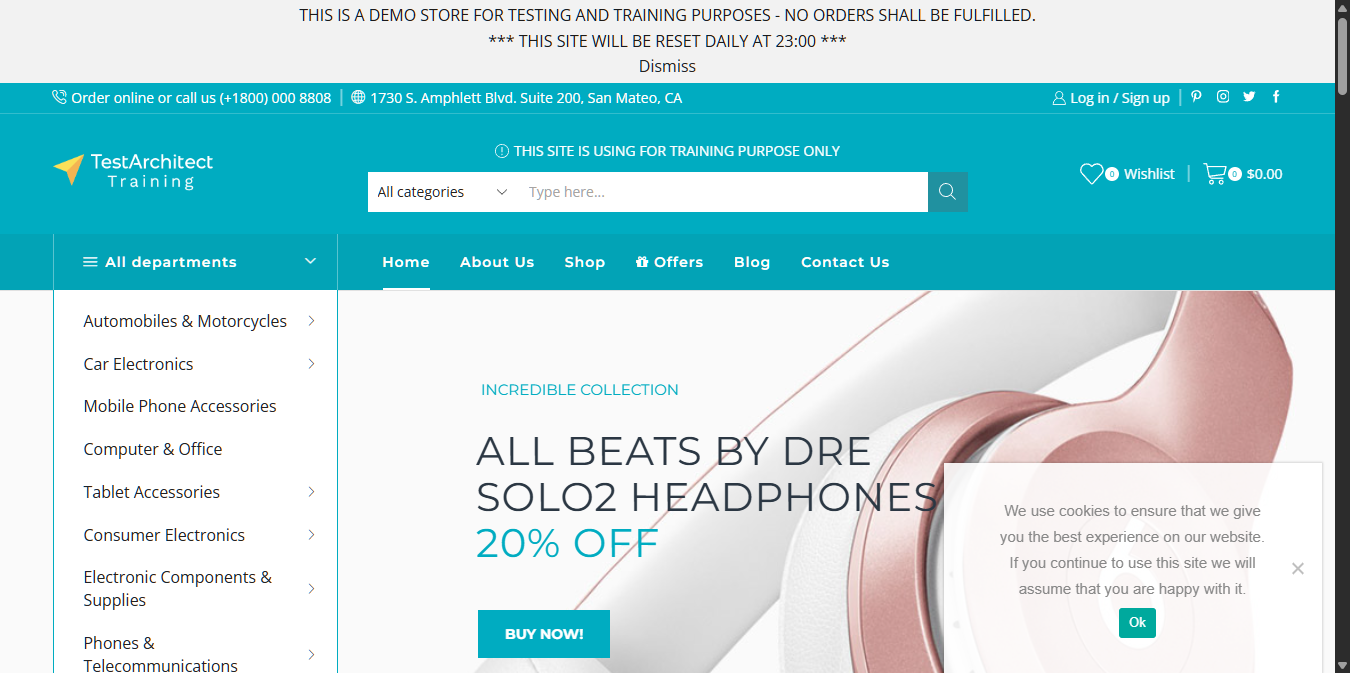 THIS IS A DEMO STORE FOR TESTING AND TRAINING PURPOSES - NO ORDERS SHALL BE FULFILLED.
*** THIS SITE WILL BE RESET DAILY AT 23:00 ***
Dismiss
Order online or call us (+1800) 000 8808
1730 S. Amphlett Blvd. Suite 200, San Mateo, CA
Log in / Sign up
TestArchitect
Training
THIS SITE IS USING FOR TRAINING PURPOSE ONLY
All categories
Type here...
0 Wishlist
0 $0.00
All departments
Home
About Us
Shop
Offers
Blog
Contact Us
Automobiles & Motorcycles
Car Electronics
Mobile Phone Accessories
Computer & Office
Tablet Accessories
Consumer Electronics
Electronic Components &
Supplies
Phones &
Telecommunications
INCREDIBLE COLLECTION
ALL BEATS BY DRE
SOLO2 HEADPHONES
20% OFF
BUY NOW!
We use cookies to ensure that we give
you the best experience on our website.
If you continue to use this site we will
assume that you are happy with it.
Ok